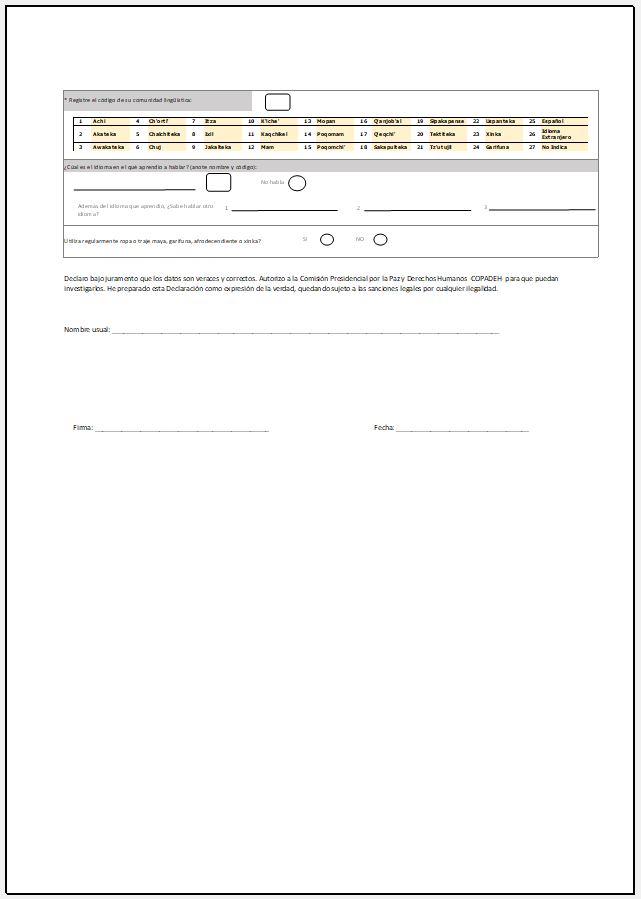 * Registre el código de su comunidad lingüística:
1 Achi 4 Ch'orti' 7 Itza 10 K'iche' 13 Mopan 16 Q'anjob'al 19 Sipakapense 22 Uspanteka 25 Español
2 Akateka 5 Chalchiteka 8 Ixil 11 Kaqchikel 14 Poqomam 17 Q'eqchi' 20 Tektiteka 23 Xinka 26 Idioma Extranjero
3 Awakateka 6 Chuj 9 Jakalteka 12 Mam 15 Poqomchi' 18 Sakapulteka 21 Tz'utujil 24 Garifuna 27 No Indica
¿Cúal es el idioma en el que aprendio a hablar? (anote nombre y código):
No habla
Ademas del idioma que aprendio, ¿Sabe hablar otro
idioma?
1 2 3
Utiliza regularmente ropa o traje maya, garifuna, afrodecendiente o xinka? SI NO
Declaro bajo juramento que los datos son veraces y correctos. Autorizo a la Comisión Presidencial por la Paz y Derechos Humanos -COPADEH- para que puedan
investigarlos. He preparado esta Declaración como expresión de la verdad, quedando sujeto a las sanciones legales por cualquier ilegalidad.
Nombre usual:
Firma: Fecha: